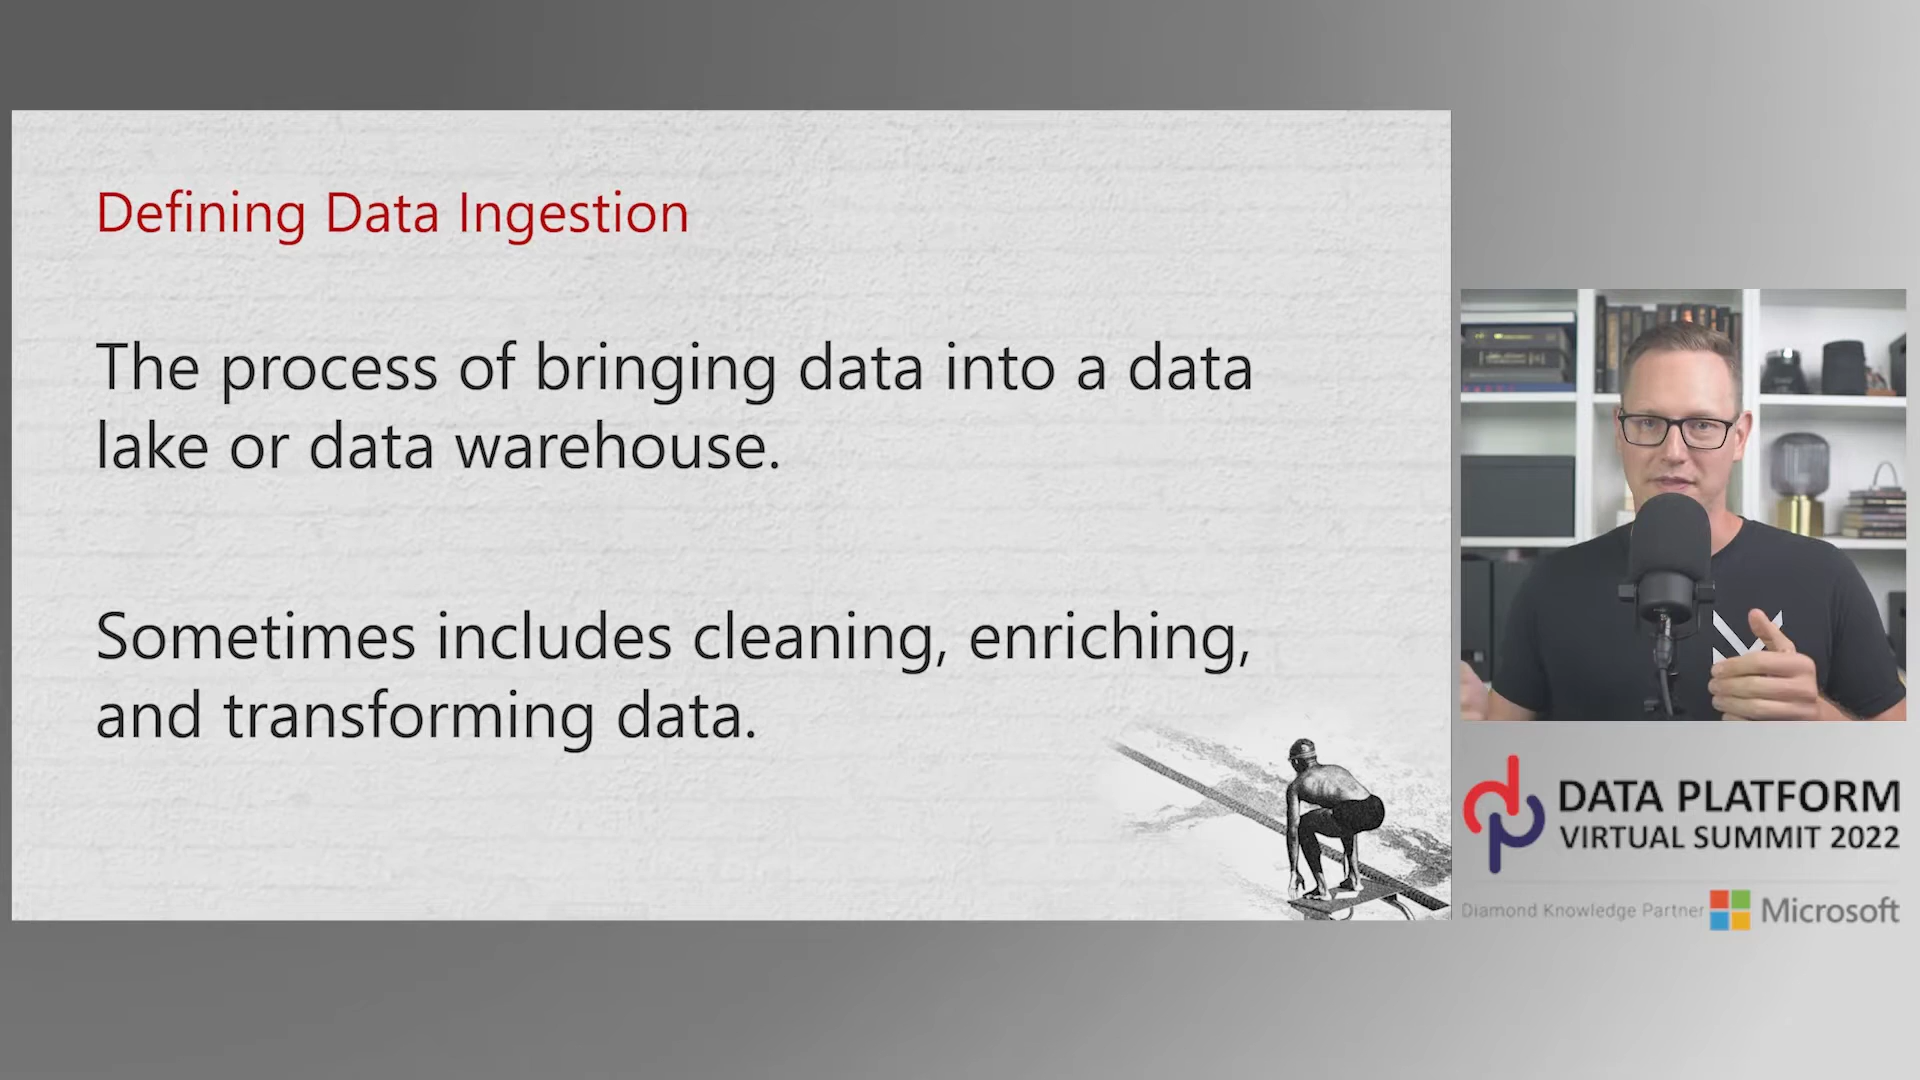 Defining Data Ingestion
The process of bringing data into a data
lake or data warehouse.
Sometimes includes cleaning, enriching,
and transforming data.
DATA PLATFORM
VIRTUAL SUMMIT 2022
Diamond Knowledge Partner Microsoft